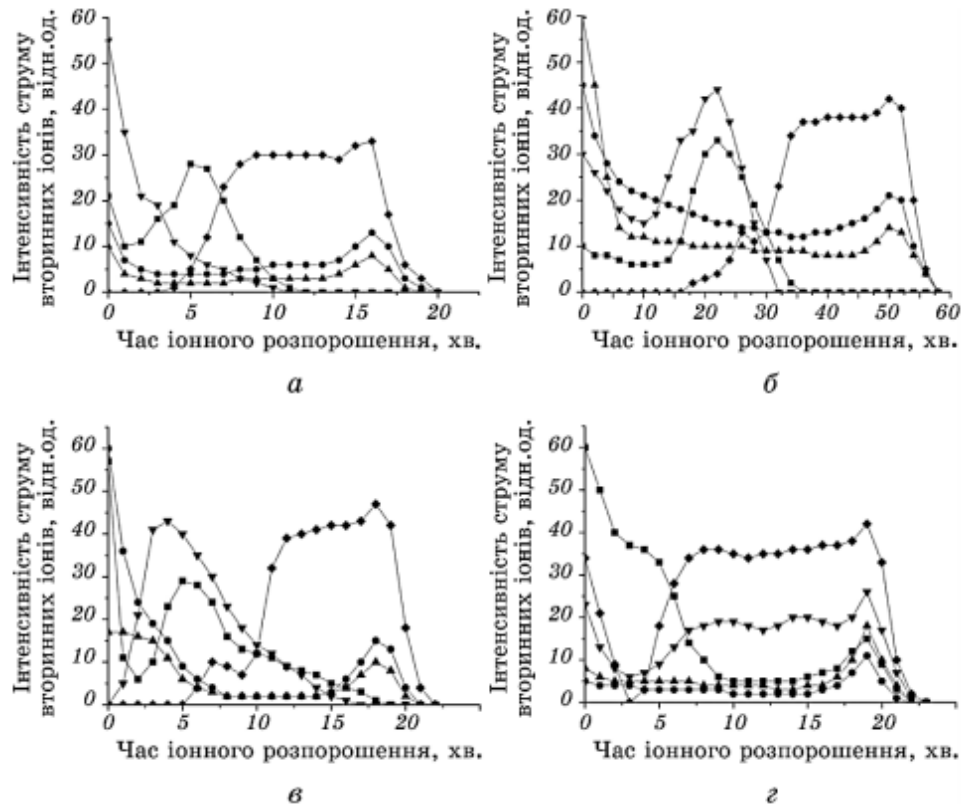 Інтенсивність струму
вторинних іонів, відн.од.
60
50
40
30
20
10
0
0 5 10 15 20
Час іонного розпорошення, хв.
а
Інтенсивність струму
вторинних іонів, відн.од.
60
50
40
30
20
10
0
0 10 20 30 40 50 60
Час іонного розпорошення, хв.
б
Інтенсивність струму
вторинних іонів, відн.од.
60
50
40
30
20
10
0
0 5 10 15 20
Час іонного розпорошення, хв.
в
Інтенсивність струму
вторинних іонів, відн.од.
60
50
40
30
20
10
0
0 5 10 15 20
Час іонного розпорошення, хв.
г